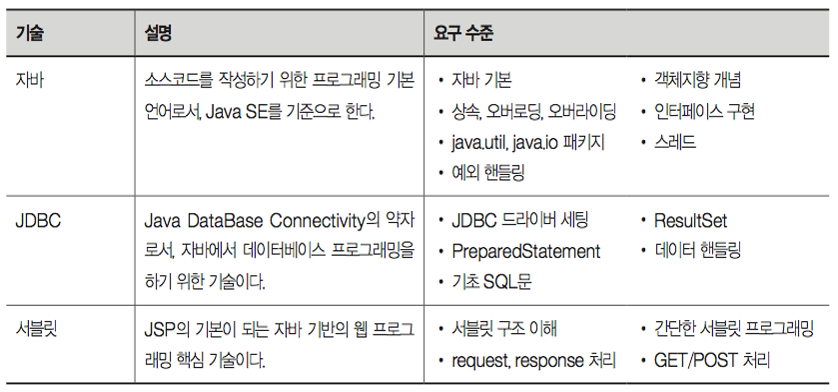 기술 설명 요구 수준
자바 소스코드를 작성하기 위한 프로그래밍 기본 • 자바 기본 • 객체지향 개념
언어로서, Java SE를 기준으로 한다. • 상속, 오버로딩, 오버라이딩 • 인터페이스 구현
• java.util, java.io 패키지 • 스레드
• 예외 핸들링
JDBC Java DataBase Connectivity의 약자 • JDBC 드라이버 세팅 • ResultSet
로서, 자바에서 데이터베이스 프로그래밍을 • PreparedStatement • 데이터 핸들링
하기 위한 기술이다. • 기초 SQL문
서블릿 JSP의 기본이 되는 자바 기반의 웹 프로그 • 서블릿 구조 이해 • 간단한 서블릿 프로그래밍
래밍 핵심 기술이다. • request, response 처리 • GET/POST 처리